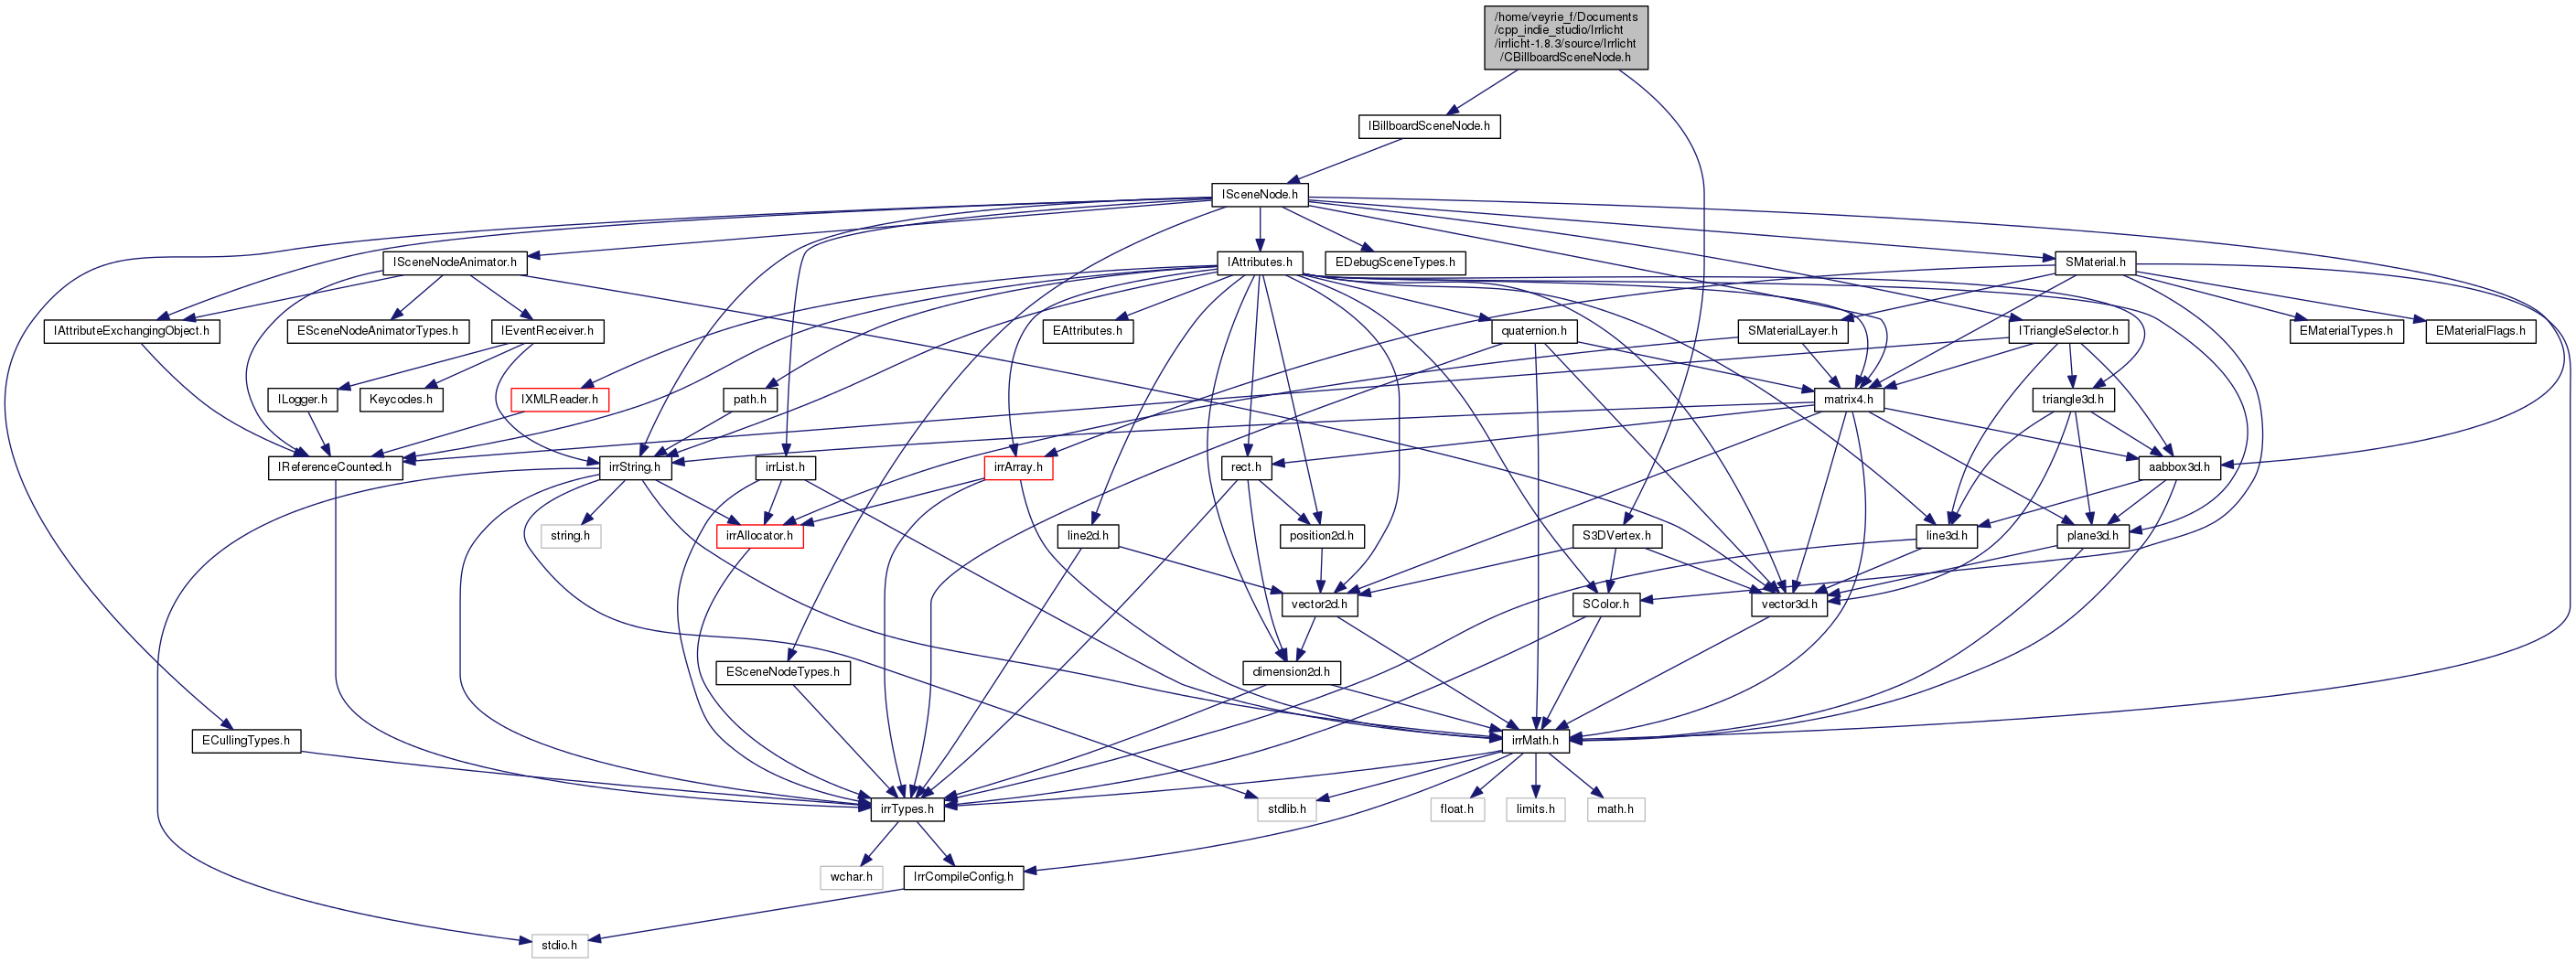 /home/veyrie_f/Documents
/cpp_indie_studio/Irrlicht
/irrlicht-1.8.3/source/Irrlicht
/CBillboardSceneNode.h
IBillboardSceneNode.h
ISceneNode.h
ISceneNodeAnimator.h
IAttributes.h
EDebugSceneTypes.h
SMaterial.h
IAttributeExchangingObject.h
ESceneNodeAnimatorTypes.h
IEventReceiver.h
EAttributes.h
quaternion.h
SMaterialLayer.h
ITriangleSelector.h
EMaterialTypes.h
EMaterialFlags.h
ILogger.h
Keycodes.h
IXMLReader.h
path.h
matrix4.h
triangle3d.h
IReferenceCounted.h
irrString.h
irrList.h
irrArray.h
rect.h
aabbox3d.h
string.h
irrAllocator.h
line2d.h
position2d.h
S3DVertex.h
line3d.h
plane3d.h
vector2d.h
SColor.h
vector3d.h
ESceneNodeTypes.h
dimension2d.h
ECullingTypes.h
irrMath.h
irrTypes.h
stdlib.h
float.h
limits.h
math.h
wchar.h
IrrCompileConfig.h
stdio.h